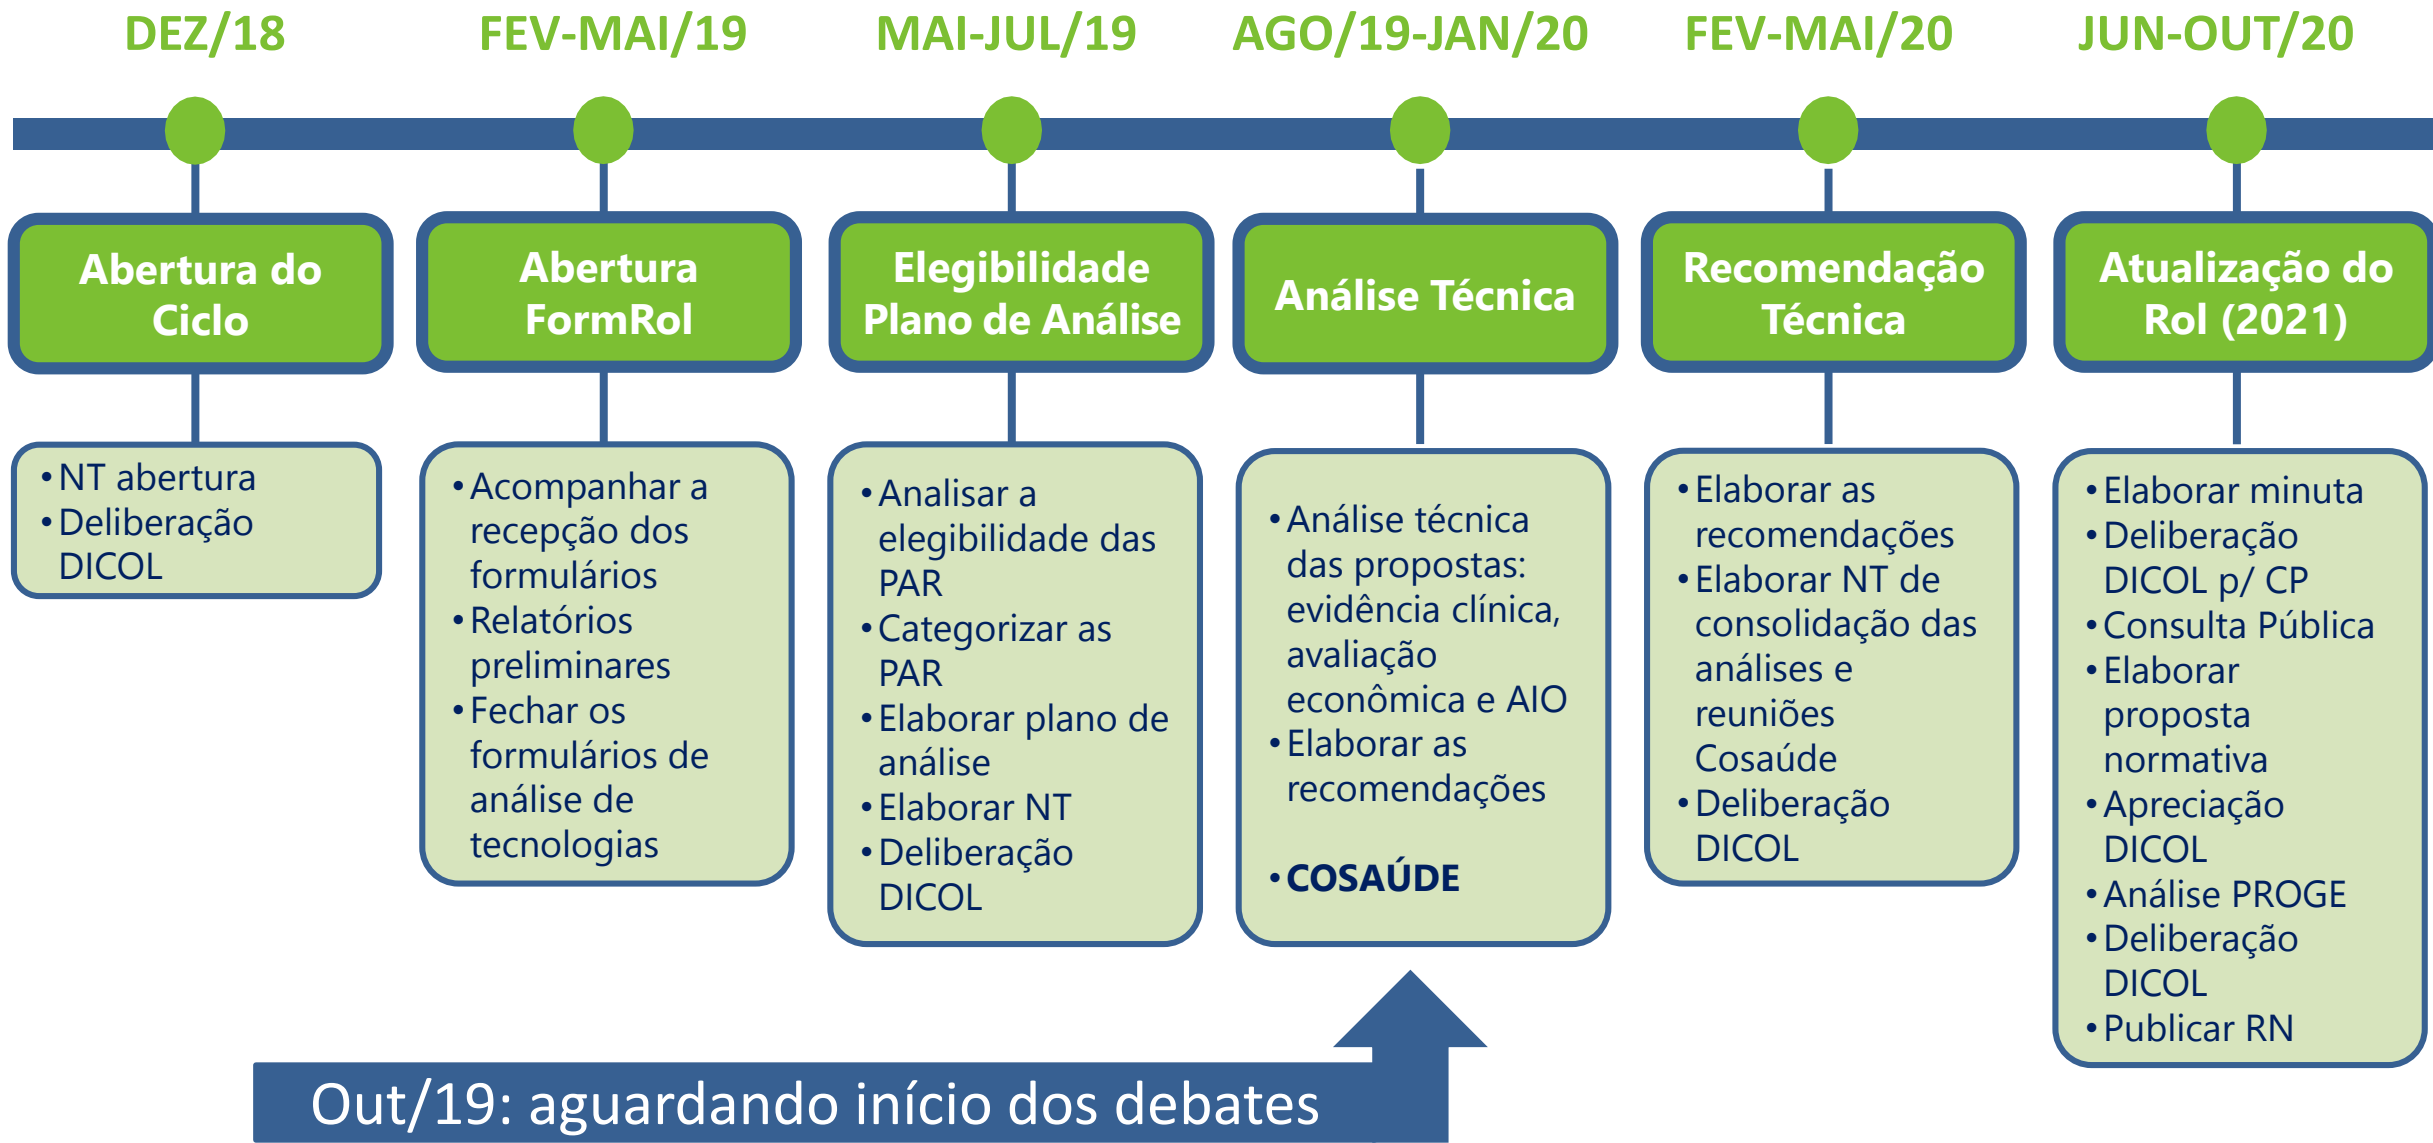 DEZ/18
FEV-MAI/19
MAI-JUL/19
AGO/19-JAN/20
FEV-MAI/20
JUN-OUT/20
Abertura do
Ciclo
Abertura
FormRol
Elegibilidade
Plano de Análise
Análise Técnica
Recomendação
Técnica
Atualização do
Rol (2021)
•NT abertura
•Deliberação
DICOL
•Acompanhar a
recepção dos
formulários
•Relatórios
preliminares
•Fechar os
formulários de
análise de
tecnologias
•Analisar a
elegibilidade das
PAR
•Categorizar as
PAR
•Elaborar plano de
análise
•Elaborar NT
•Deliberação
DICOL
•Análise técnica
das propostas:
evidência clínica,
avaliação
econômica e AIO
•Elaborar as
recomendações
•COSAÚDE
•Elaborar as
recomendações
•Elaborar NT de
consolidação das
análises e
reuniões
Cosaúde
•Deliberação
DICOL
•Elaborar minuta
•Deliberação
DICOL p/ CP
•Consulta Pública
•Elaborar
proposta
normativa
•Apreciação
DICOL
•Análise PROGE
•Deliberação
DICOL
•Publicar RN
Out/19: aguardando início dos debates